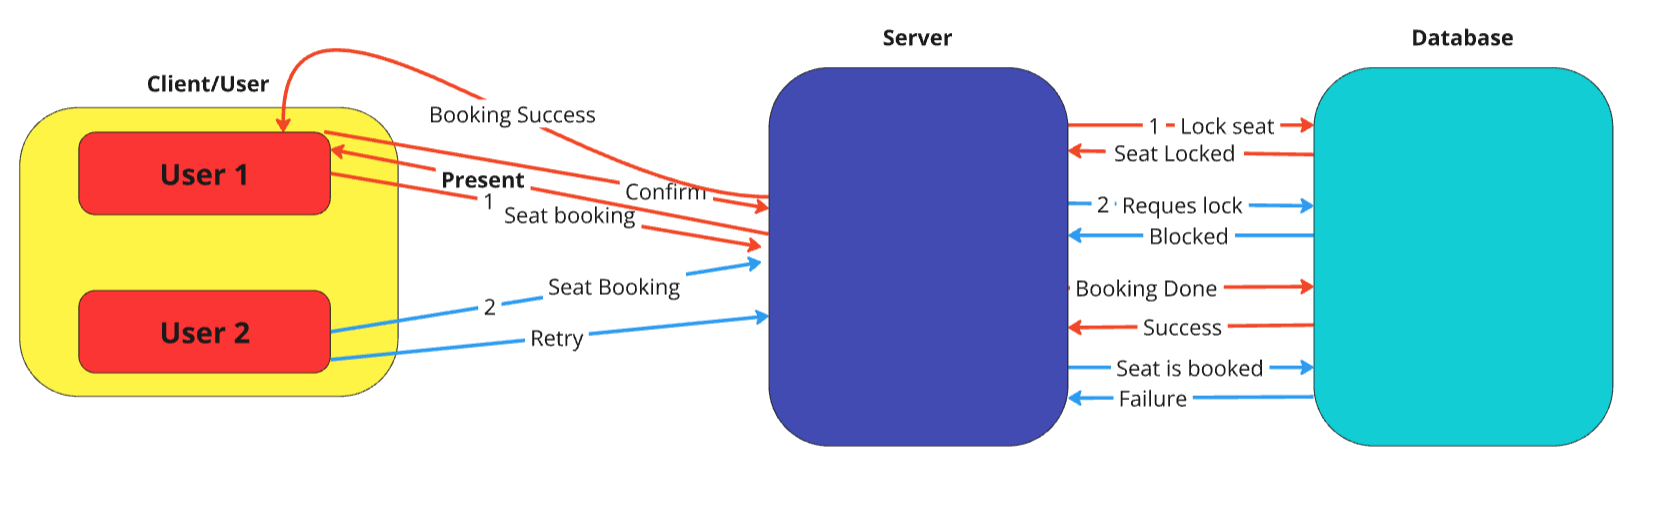 Server
Database
Client/User
Booking Success
User 1
Present
Confirm
1
Seat booking
User 2
2
Seat Booking
Retry
1
Lock seat
Seat Locked
2
Reques lock
Blocked
Booking Done
Success
Seat is booked
Failure